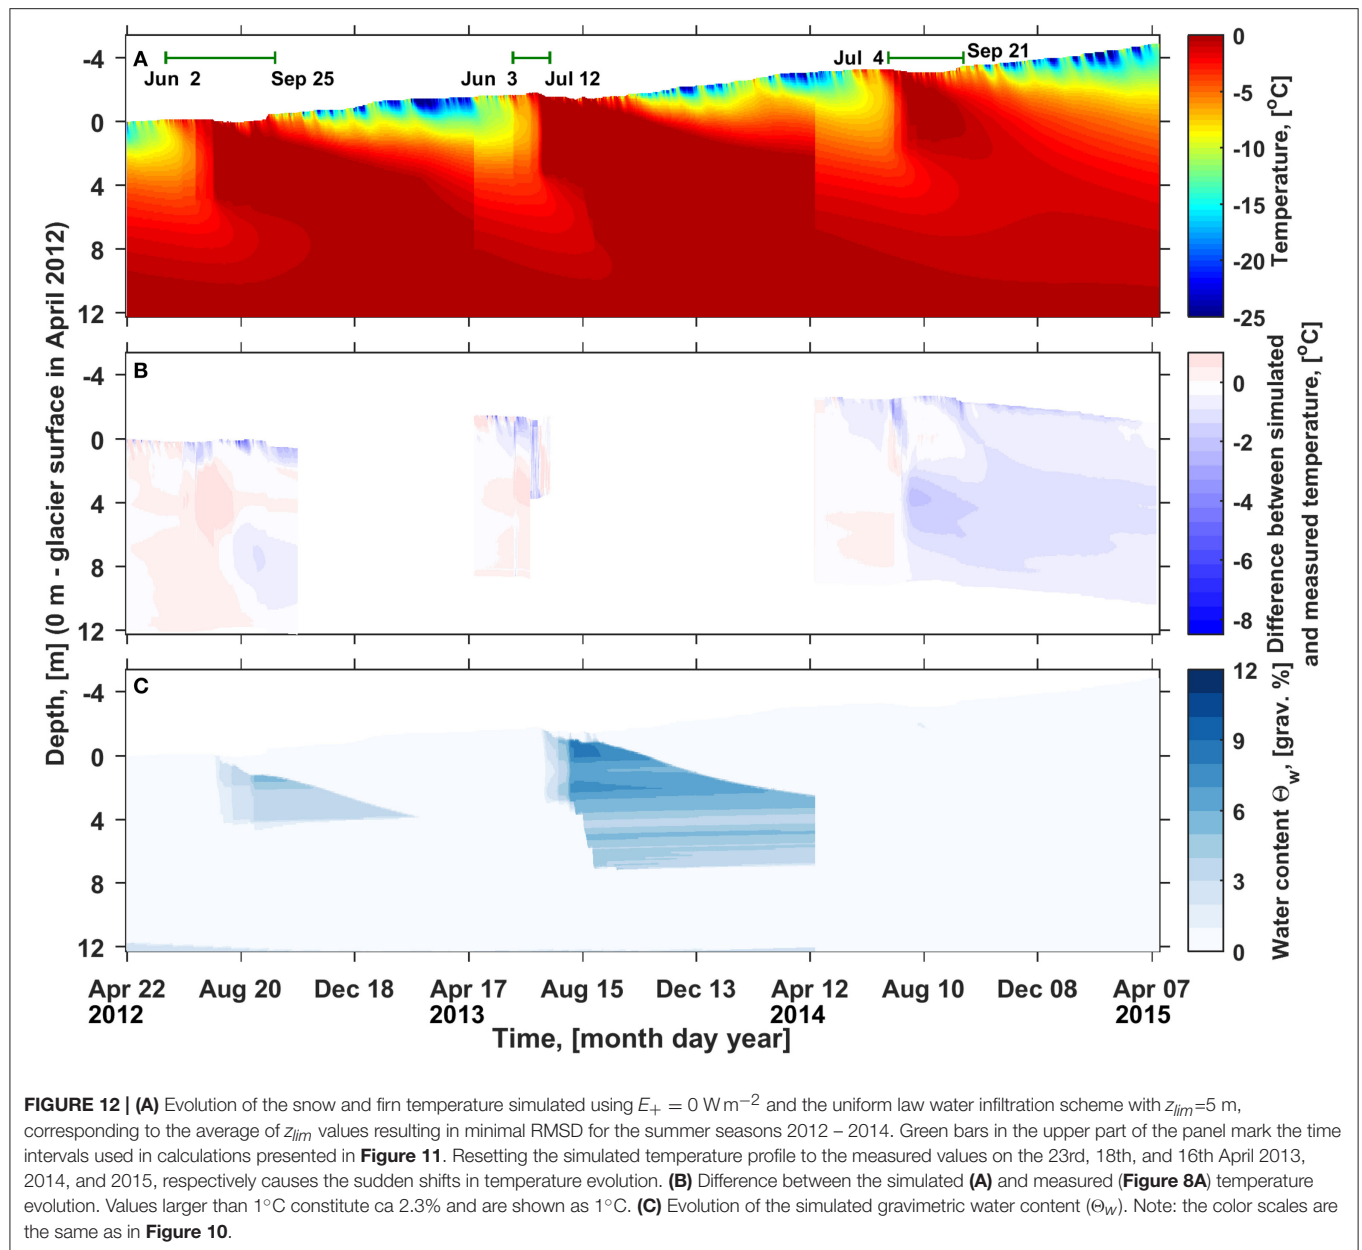 A
Jun 2
Sep 25
Jun 3
Jul 12
Jul 4
Sep 21
-4
0
4
8
12
0
-5
-10
-15
-20
-25
Temperature, [°C]
B
-4
0
4
8
12
0
-2
-4
-6
-8
Difference between simulated
and measured temperature, [°C]
C
-4
0
4
8
12
12
9
6
3
0
Water content Θw, [grav. %]
Depth, [m] (0 m - glacier surface in April 2012)
Apr 22 Aug 20 Dec 18 Apr 17 Aug 15 Dec 13 Apr 12 Aug 10 Dec 08 Apr 07
2012 2013 2014 2015
Time, [month day year]
FIGURE 12 | (A) Evolution of the snow and firn temperature simulated using E+ = 0 W m−2 and the uniform law water infiltration scheme with zlim=5 m,
corresponding to the average of zlim values resulting in minimal RMSD for the summer seasons 2012 – 2014. Green bars in the upper part of the panel mark the time
intervals used in calculations presented in Figure 11. Resetting the simulated temperature profile to the measured values on the 23rd, 18th, and 16th April 2013,
2014, and 2015, respectively causes the sudden shifts in temperature evolution. (B) Difference between the simulated (A) and measured (Figure 8A) temperature
evolution. Values larger than 1°C constitute ca 2.3% and are shown as 1°C. (C) Evolution of the simulated gravimetric water content (Θw). Note: the color scales are
the same as in Figure 10.